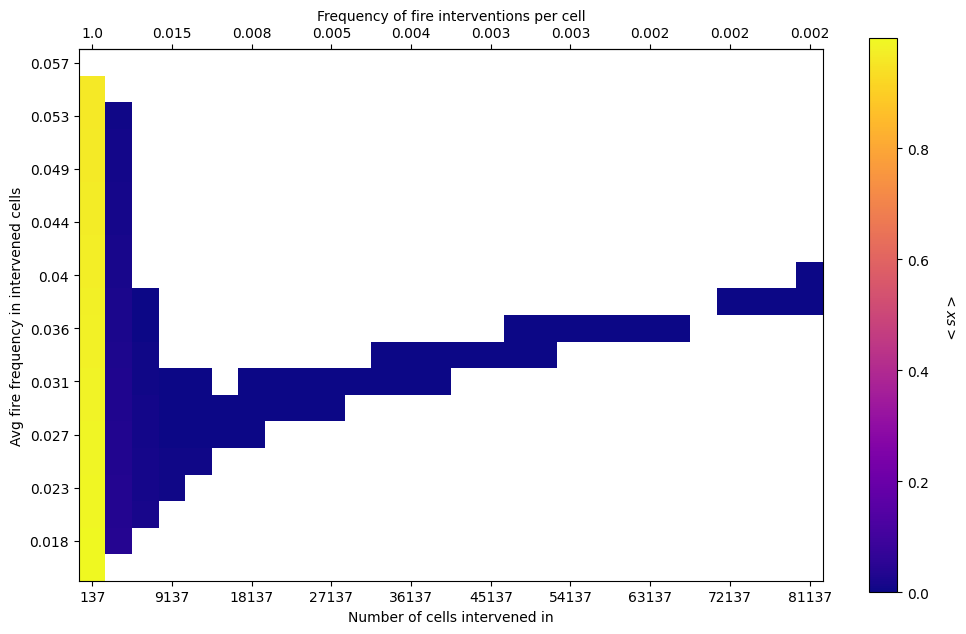 Frequency of fire interventions per cell
1.0 0.015 0.008 0.005 0.004 0.003 0.003 0.002 0.002 0.002
0.057
0.053
0.049
0.044
0.04
0.036
0.031
0.027
0.023
0.018
Avg fire frequency in intervened cells
137 9137 18137 27137 36137 45137 54137 63137 72137 81137
Number of cells intervened in
0.8
0.6
0.4
0.2
0.0
< sx >